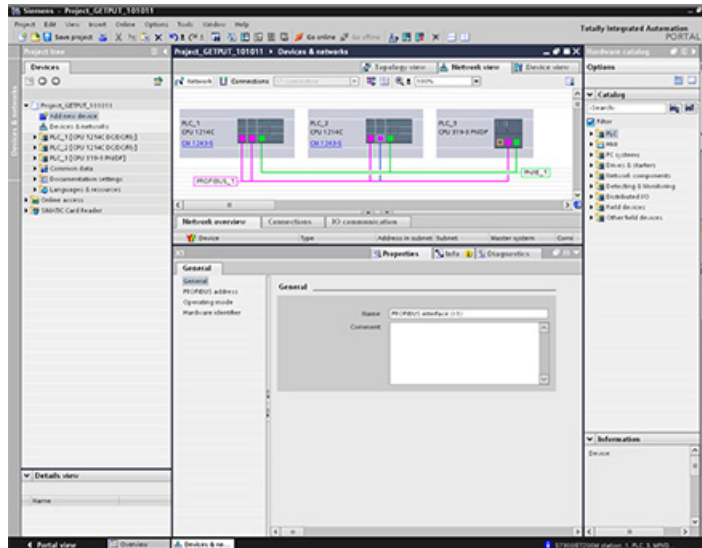 Siemens - Project_GETPUT_101011
Project Edit View Insert Online Options Tools Window Help
Save project
Go online
Go offline
Totally Integrated Automation
PORTAL
Project tree
Project_GETPUT_101011 ▸ Devices & networks
Hardware catalog
Devices
Topology view
Network view
Device view
Options
Network
Connections
100%
Catalog
<Search>
Filter
Project_GETPUT_101011
Add new device
Devices & networks
PLC_1 [CPU 1214C DC/DC/DC]
PLC_2 [CPU 1214C DC/DC/DC]
PLC_3 [CPU 319-3 PN/DP]
Common data
Documentation settings
Languages & resources
Online access
SIMATIC Card Reader
PLC_1
CPU 1214C
CM 1243-5
PLC_2
CPU 1214C
CM 1243-5
PLC_3
CPU 319-3 PN/DP
PROFIBUS_1
PN/IE_1
PLC
HMI
PC systems
Drives & starters
Network components
Detecting & Monitoring
Distributed I/O
Field devices
Other field devices
Network overview
Connections
IO communication
Device
Type
Address in subnet
Subnet
Master system
Properties
Info
Diagnostics
General
General
PROFIBUS address
Operating mode
Hardware identifier
General
Name
PROFIBUS interface
Comment
Devices & networks
Information
Device:
Details view
Name
Portal view
Overview
Devices & ne...